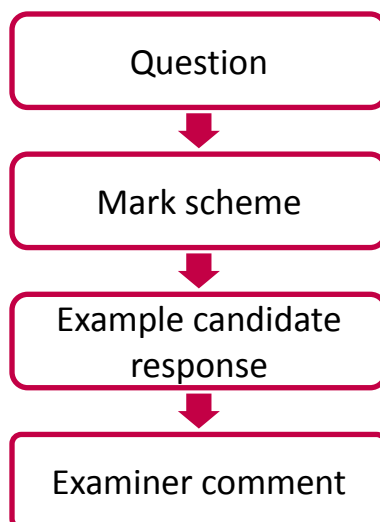 Question
Mark scheme
Example candidate
response
Examiner comment